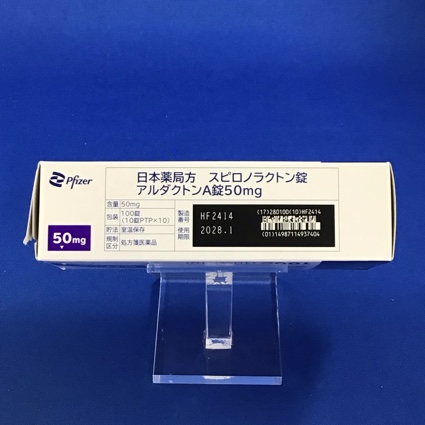 Pfizer
日本薬局方 スピロノラクトン錠
アルダクトンA錠50mg
含量 50mg
包装 100錠
(10錠PTP×10)
貯法 室温保存
規制区分 処方箋医薬品
製造番号 HF2414
使用期限 2028.1
(17)280100(10)HF2414
(01)14987114937404
50mg